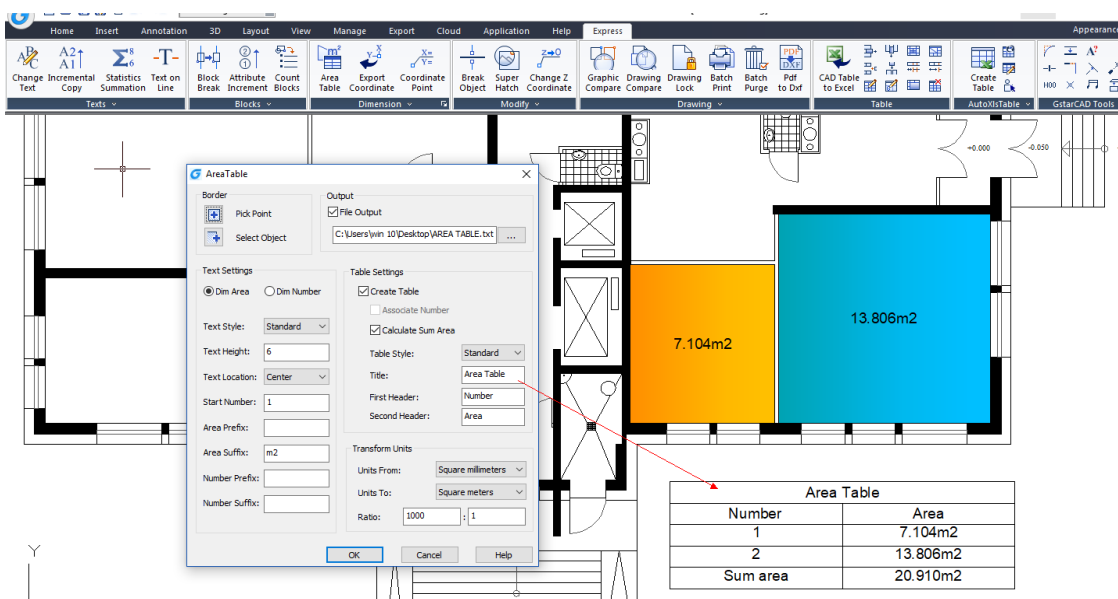 Home Insert Annotation 3D Layout View Manage Export Cloud Application Help Express Appearance
Change Text
Incremental Copy
Statistics Summation
Text on Line
Block Break
Attribute Increment
Count Blocks
Area Table
Export Coordinate
Coordinate Point
Break Object
Super Hatch
Change Z Coordinate
Graphic Compare
Drawing Compare
Drawing Lock
Batch Print
Batch Purge
Pdf to Dxf
CAD Table to Excel
Create Table
Texts Blocks Dimension Modify Drawing Table AutoXlsTable GstarCAD Tools
+0.000 -0.050
AreaTable
Border
Pick Point
Select Object
Output
File Output
C:\Users\win 10\Desktop\AREA TABLE.txt ...
Text Settings
Dim Area Dim Number
Text Style: Standard
Text Height: 6
Text Location: Center
Start Number: 1
Area Prefix:
Area Suffix: m2
Number Prefix:
Number Suffix:
Table Settings
Create Table
Associate Number
Calculate Sum Area
Table Style: Standard
Title: Area Table
First Header: Number
Second Header: Area
Transform Units
Units From: Square millimeters
Units To: Square meters
Ratio: 1000 : 1
OK Cancel Help
7.104m2
13.806m2
Area Table
Number Area
1 7.104m2
2 13.806m2
Sum area 20.910m2
Y